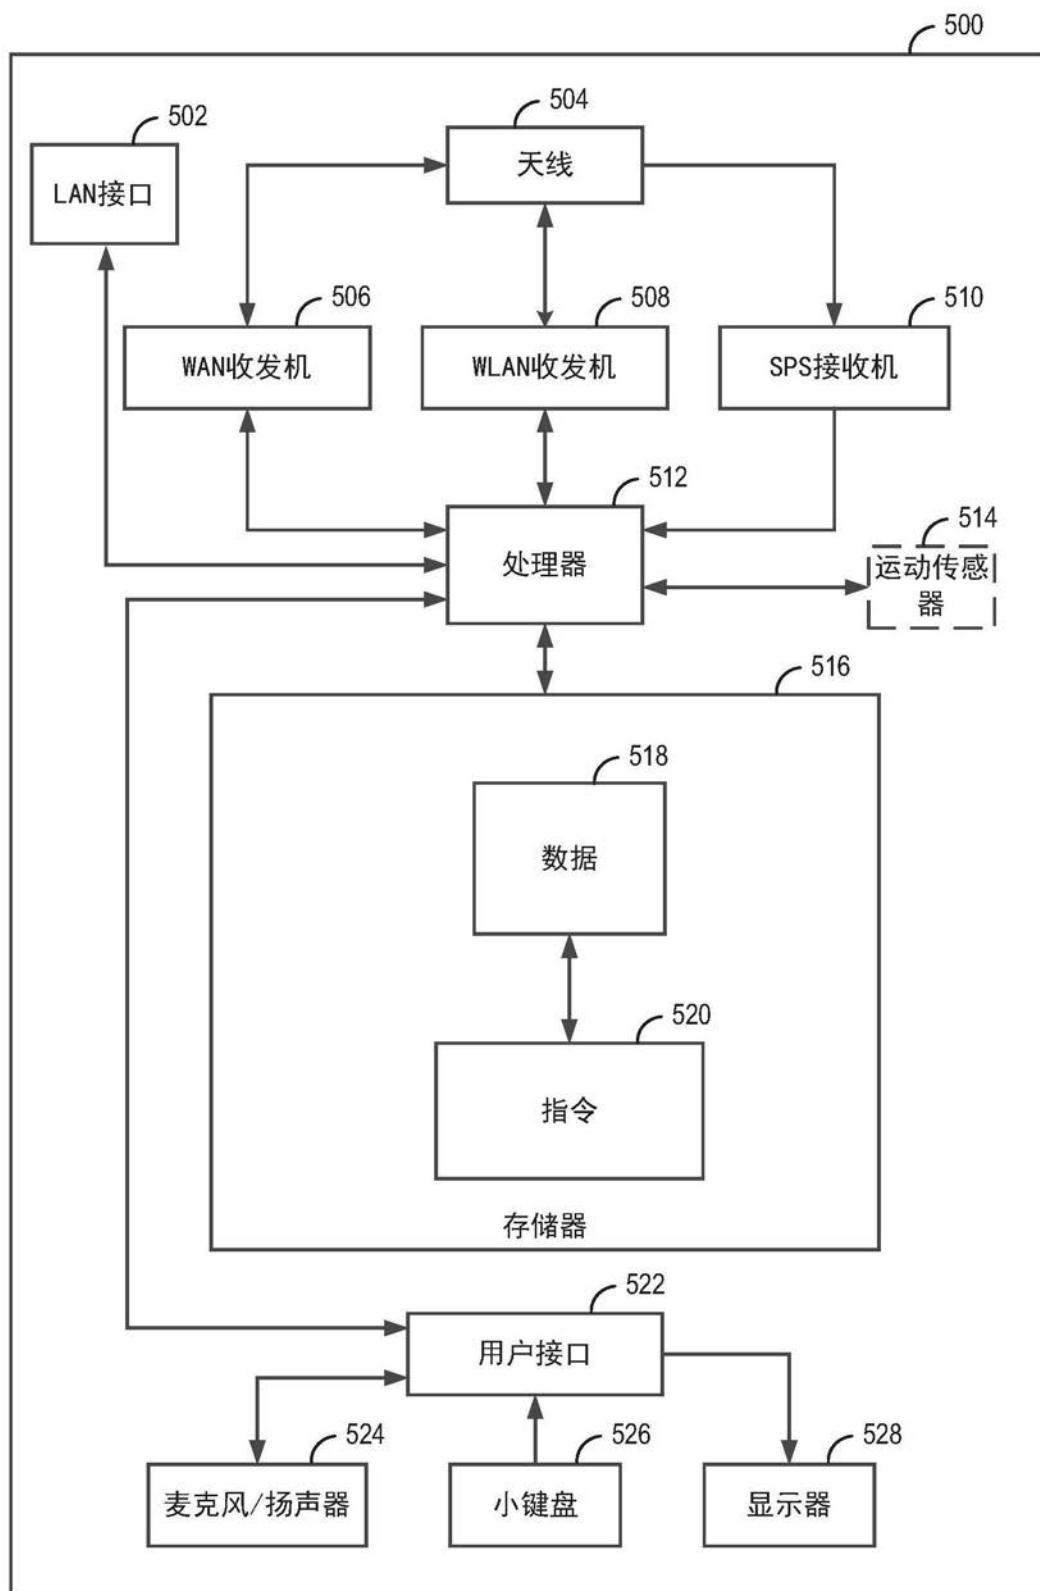 500
502
504
LAN接口
天线
506
508
510
WAN收发机
WLAN收发机
SPS接收机
512
处理器
514
运动传感
器
516
518
数据
520
指令
存储器
522
用户接口
524
526
528
麦克风/扬声器
小键盘
显示器